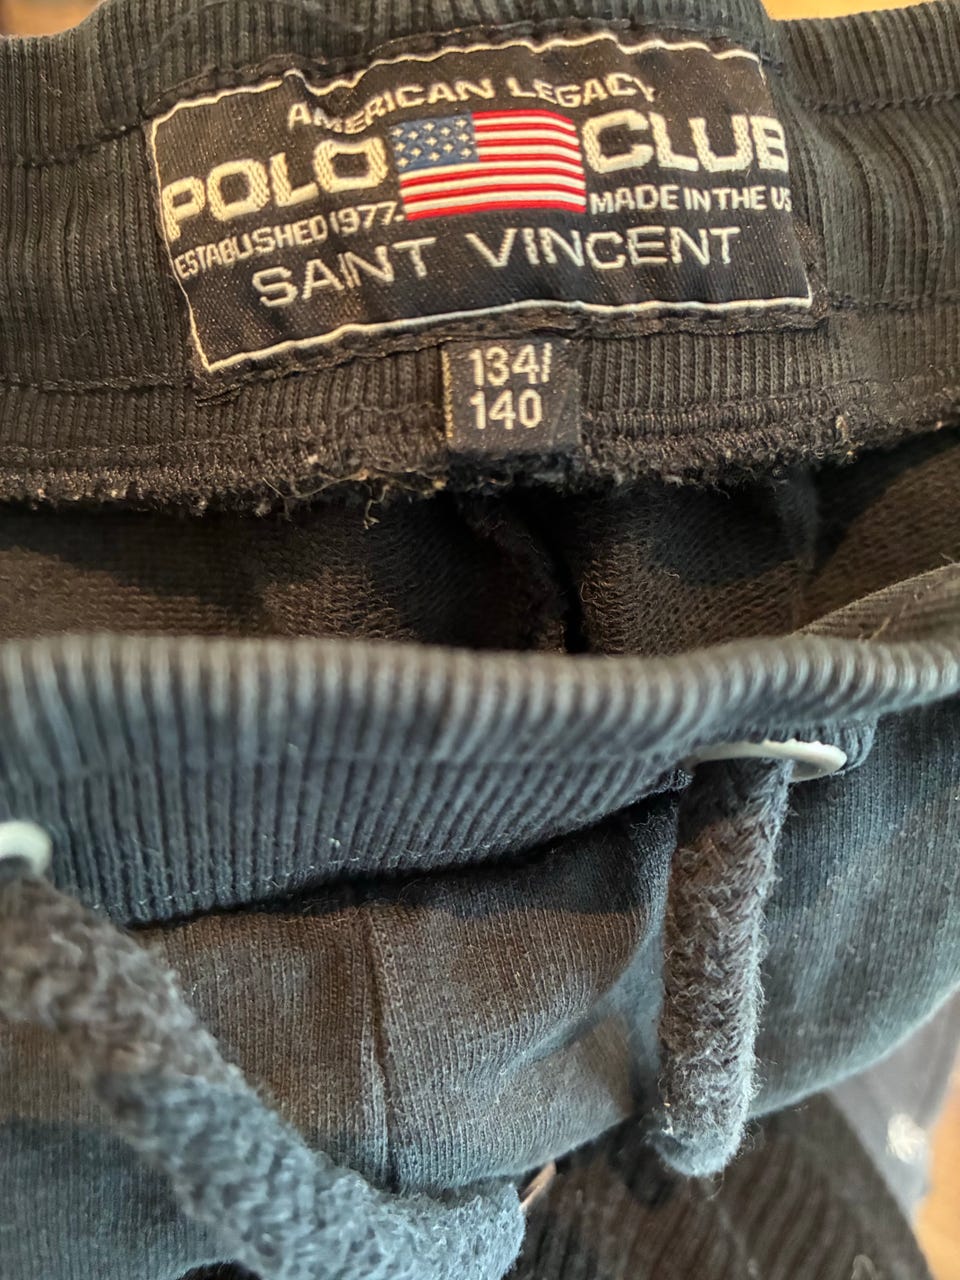 AMERICAN LEGACY
POLO CLUB
ESTABLISHED 1977. MADE IN THE US
SAINT VINCENT
134/
140